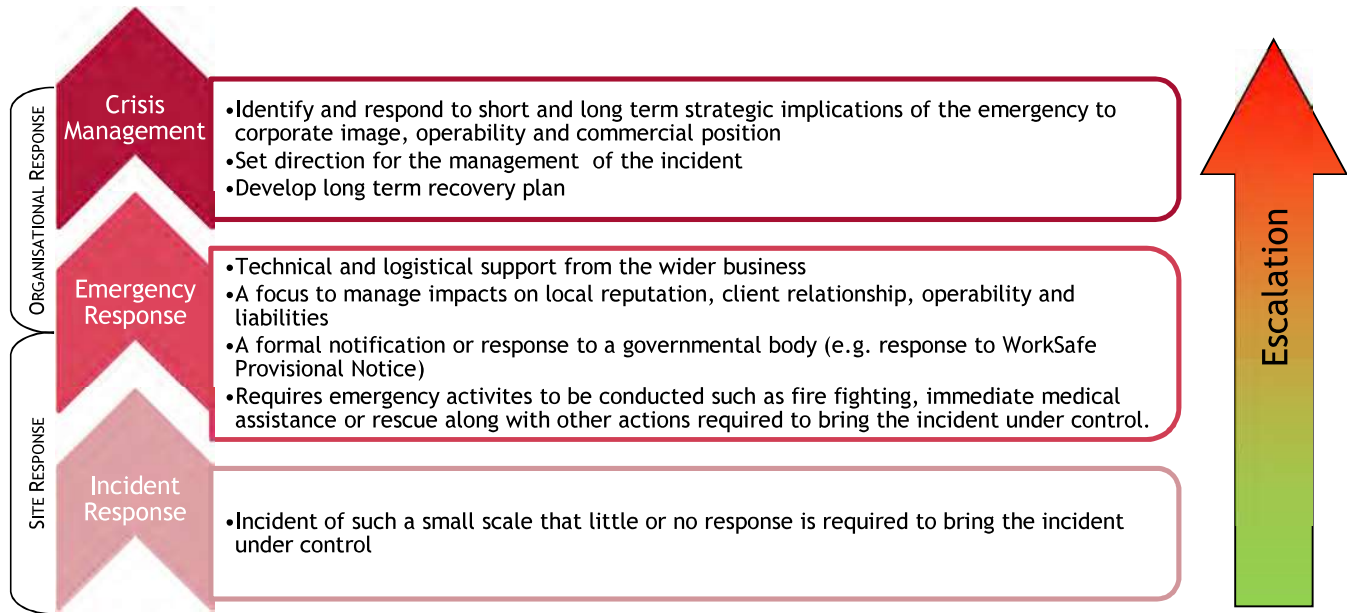 ORGANISATIONAL RESPONSE
Crisis
Management
•Identify and respond to short and long term strategic implications of the emergency to
corporate image, operability and commercial position
•Set direction for the management of the incident
•Develop long term recovery plan
Emergency
Response
•Technical and logistical support from the wider business
•A focus to manage impacts on local reputation, client relationship, operability and
liabilities
•A formal notification or response to a governmental body (e.g. response to WorkSafe
Provisional Notice)
•Requires emergency activites to be conducted such as fire fighting, immediate medical
assistance or rescue along with other actions required to bring the incident under control.
SITE RESPONSE
Incident
Response
•Incident of such a small scale that little or no response is required to bring the incident
under control
Escalation